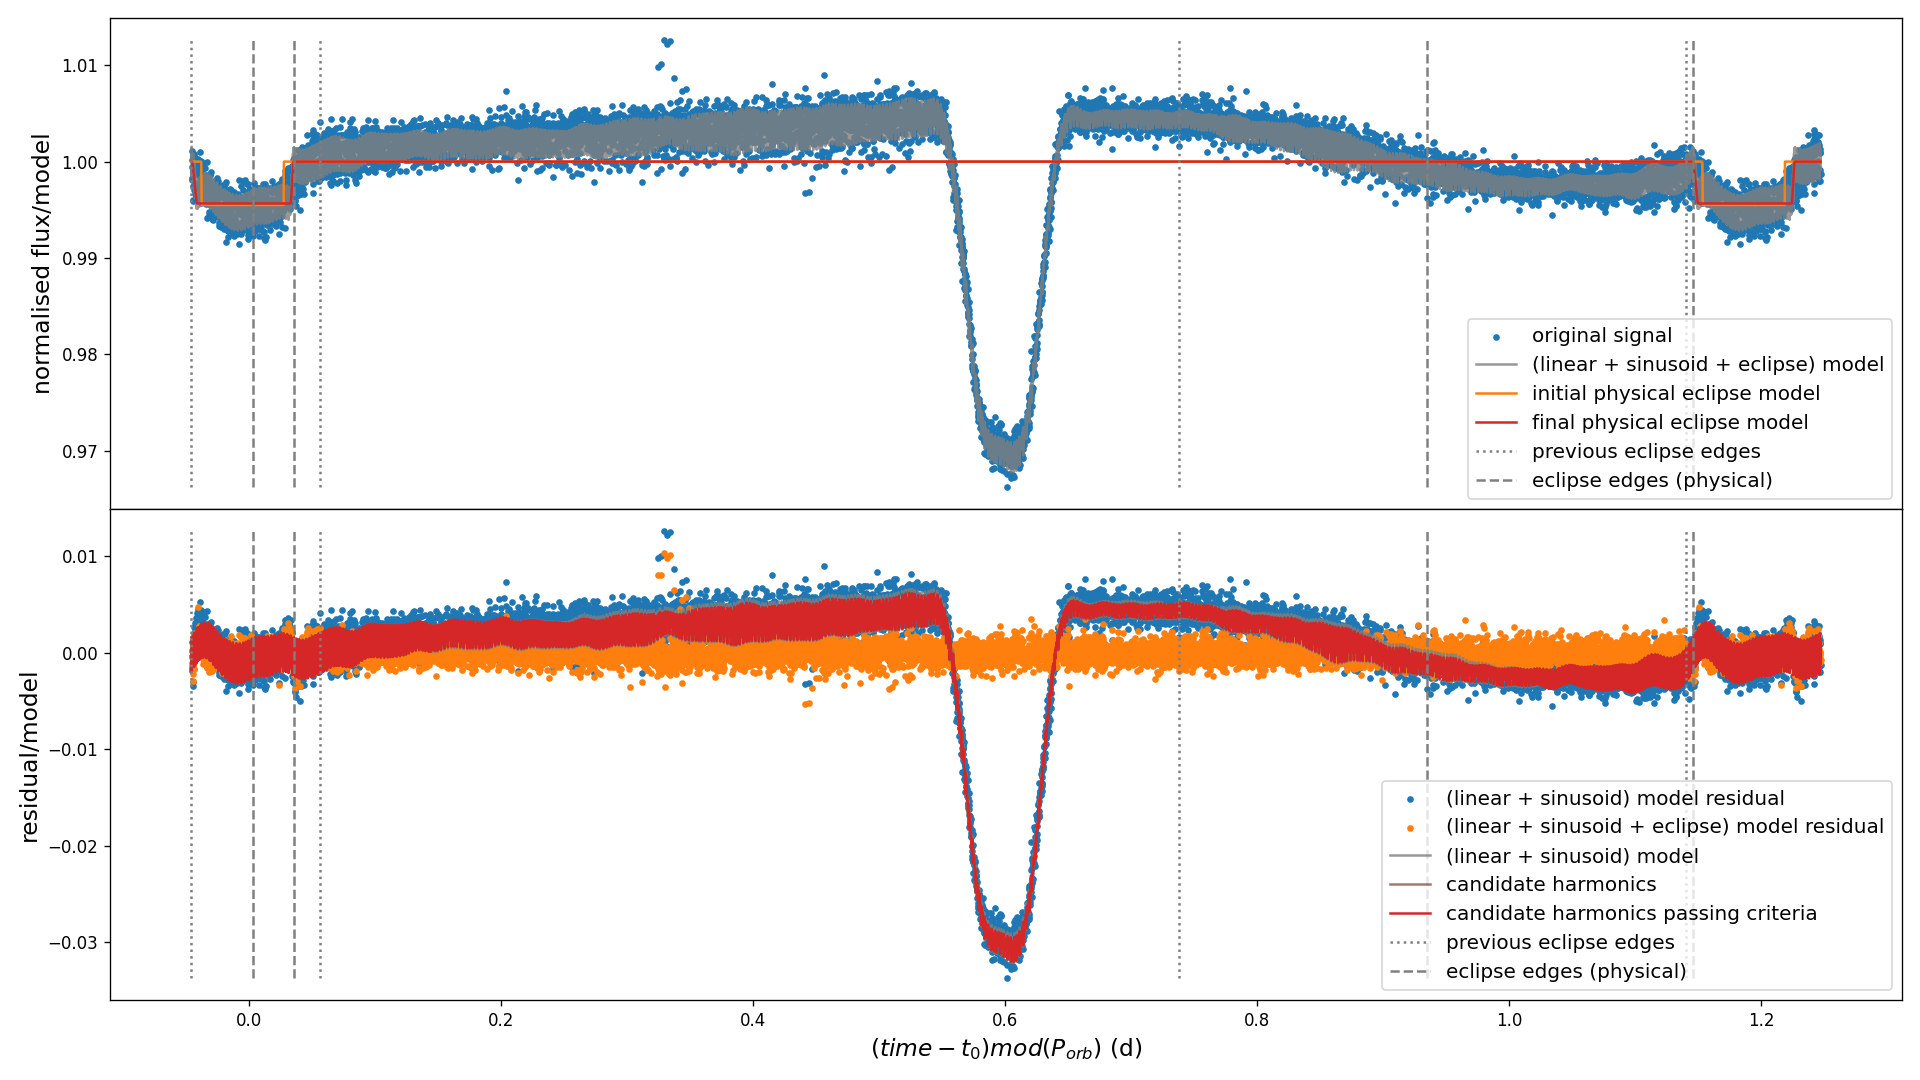 1.01
1.00
0.99
0.98
0.97
normalised flux/model
original signal
(linear + sinusoid + eclipse) model
initial physical eclipse model
final physical eclipse model
previous eclipse edges
eclipse edges (physical)
0.01
0.00
−0.01
−0.02
−0.03
residual/model
(linear + sinusoid) model residual
(linear + sinusoid + eclipse) model residual
(linear + sinusoid) model
candidate harmonics
candidate harmonics passing criteria
previous eclipse edges
eclipse edges (physical)
0.0 0.2 0.4 0.6 0.8 1.0 1.2
(time − t₀)mod(Pₒᵣᵦ) (d)